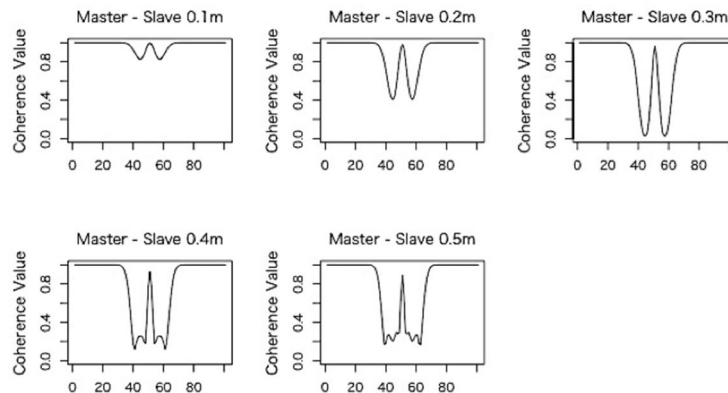 Master - Slave 0.1m
Master - Slave 0.2m
Master - Slave 0.3m
Coherence Value
0.0 0.4 0.8
0 20 40 60 80
Coherence Value
0.0 0.4 0.8
0 20 40 60 80
Coherence Value
0.0 0.4 0.8
0 20 40 60 80
Master - Slave 0.4m
Master - Slave 0.5m
Coherence Value
0.0 0.4 0.8
0 20 40 60 80
Coherence Value
0.0 0.4 0.8
0 20 40 60 80